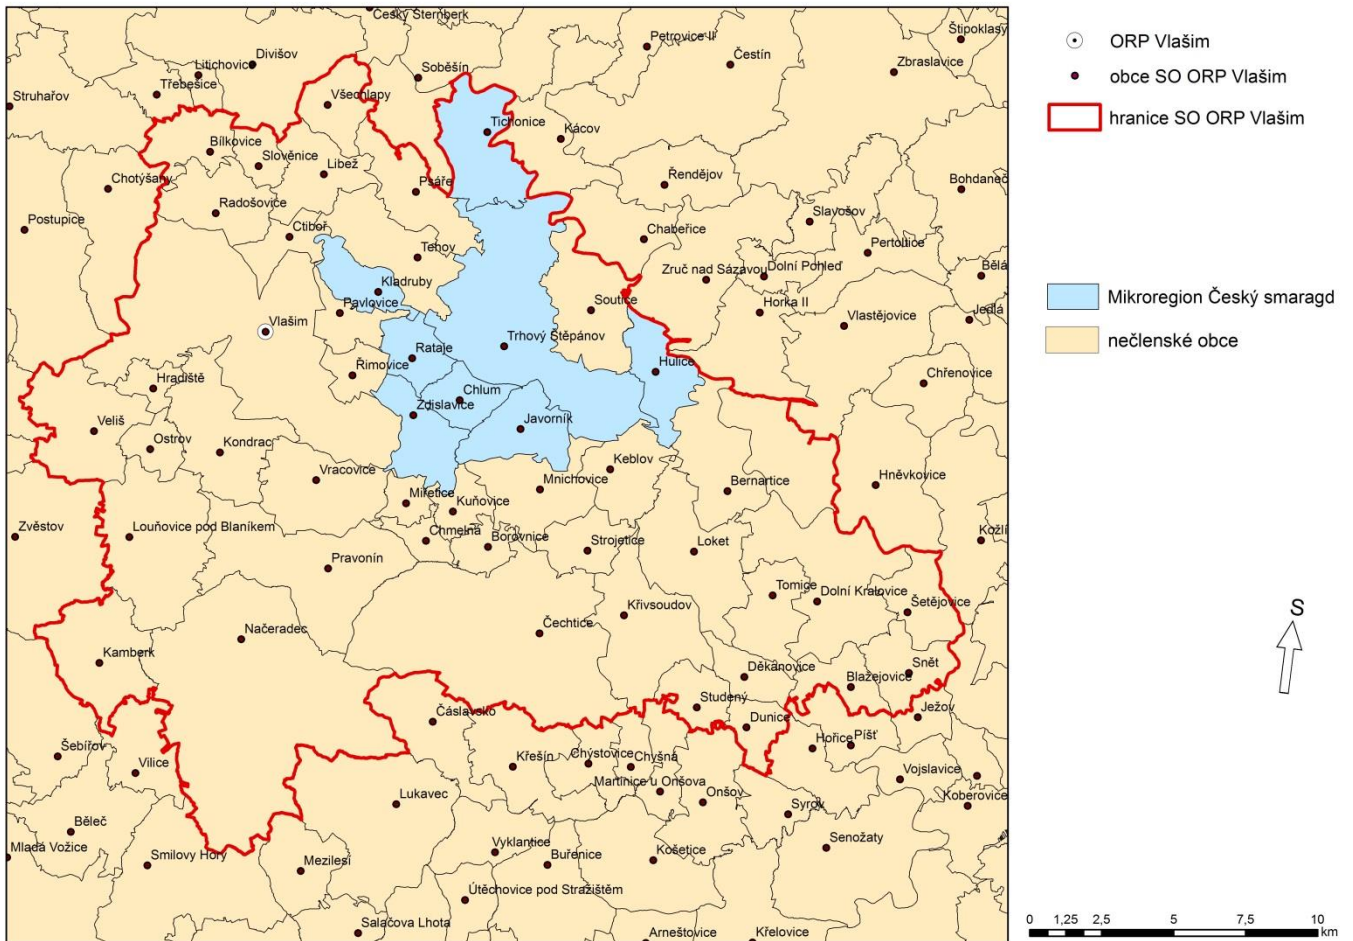 Český Šternberk
Štipoklasy
Petrovice II
Divišov
Čestín
Litichovice
Soběšín
Zbraslavice
Třebešice
Struhařov
Všechlapy
Tichonice
Kácov
Bílkovice
Slověnice
Libež
Chotýšany
Psáře
Řendějov
Bohdaneč
Radošovice
Slavošov
Postupice
Ctiboř
Chabeřice
Tehov
Pertoltice
Zruč nad Sázavou
Dolní Pohleď
Bělá
Kladruby
Pavlovice
Soutice
Horka II
Vlastějovice
Jedlá
Vlašim
Trhový Štěpánov
Rataje
Hulice
Římovice
Hradiště
Chlum
Chřenovice
Zdislavice
Veliš
Javorník
Ostrov
Kondrac
Keblov
Vracovice
Mnichovice
Bernartice
Hněvkovice
Miřetice
Kuňovice
Zvěstov
Louňovice pod Blaníkem
Chmelná
Borovnice
Strojetice
Loket
Kožlí
Pravonín
Tomice
Dolní Kralovice
Šetějovice
Křivsoudov
Načeradec
Čechtice
Kamberk
Děkanovice
Snět
Blažejovice
Studený
Ježov
Čáslavsko
Dunice
Hořice
Píšť
Šebířov
Vilice
Křešín
Chýstovice
Chyšná
Vojslavice
Martinice u Onšova
Lukavec
Onšov
Syrov
Koberovice
Běleč
Mladá Vožice
Smilovy Hory
Mezilesí
Vyklantice
Buřenice
Košetice
Senožaty
Útěchovice pod Stražištěm
Salačova Lhota
Arneštovice
Křelovice
ORP Vlašim
obce SO ORP Vlašim
hranice SO ORP Vlašim
Mikroregion Český smaragd
nečlenské obce
S
0 1,25 2,5 5 7,5 10
km